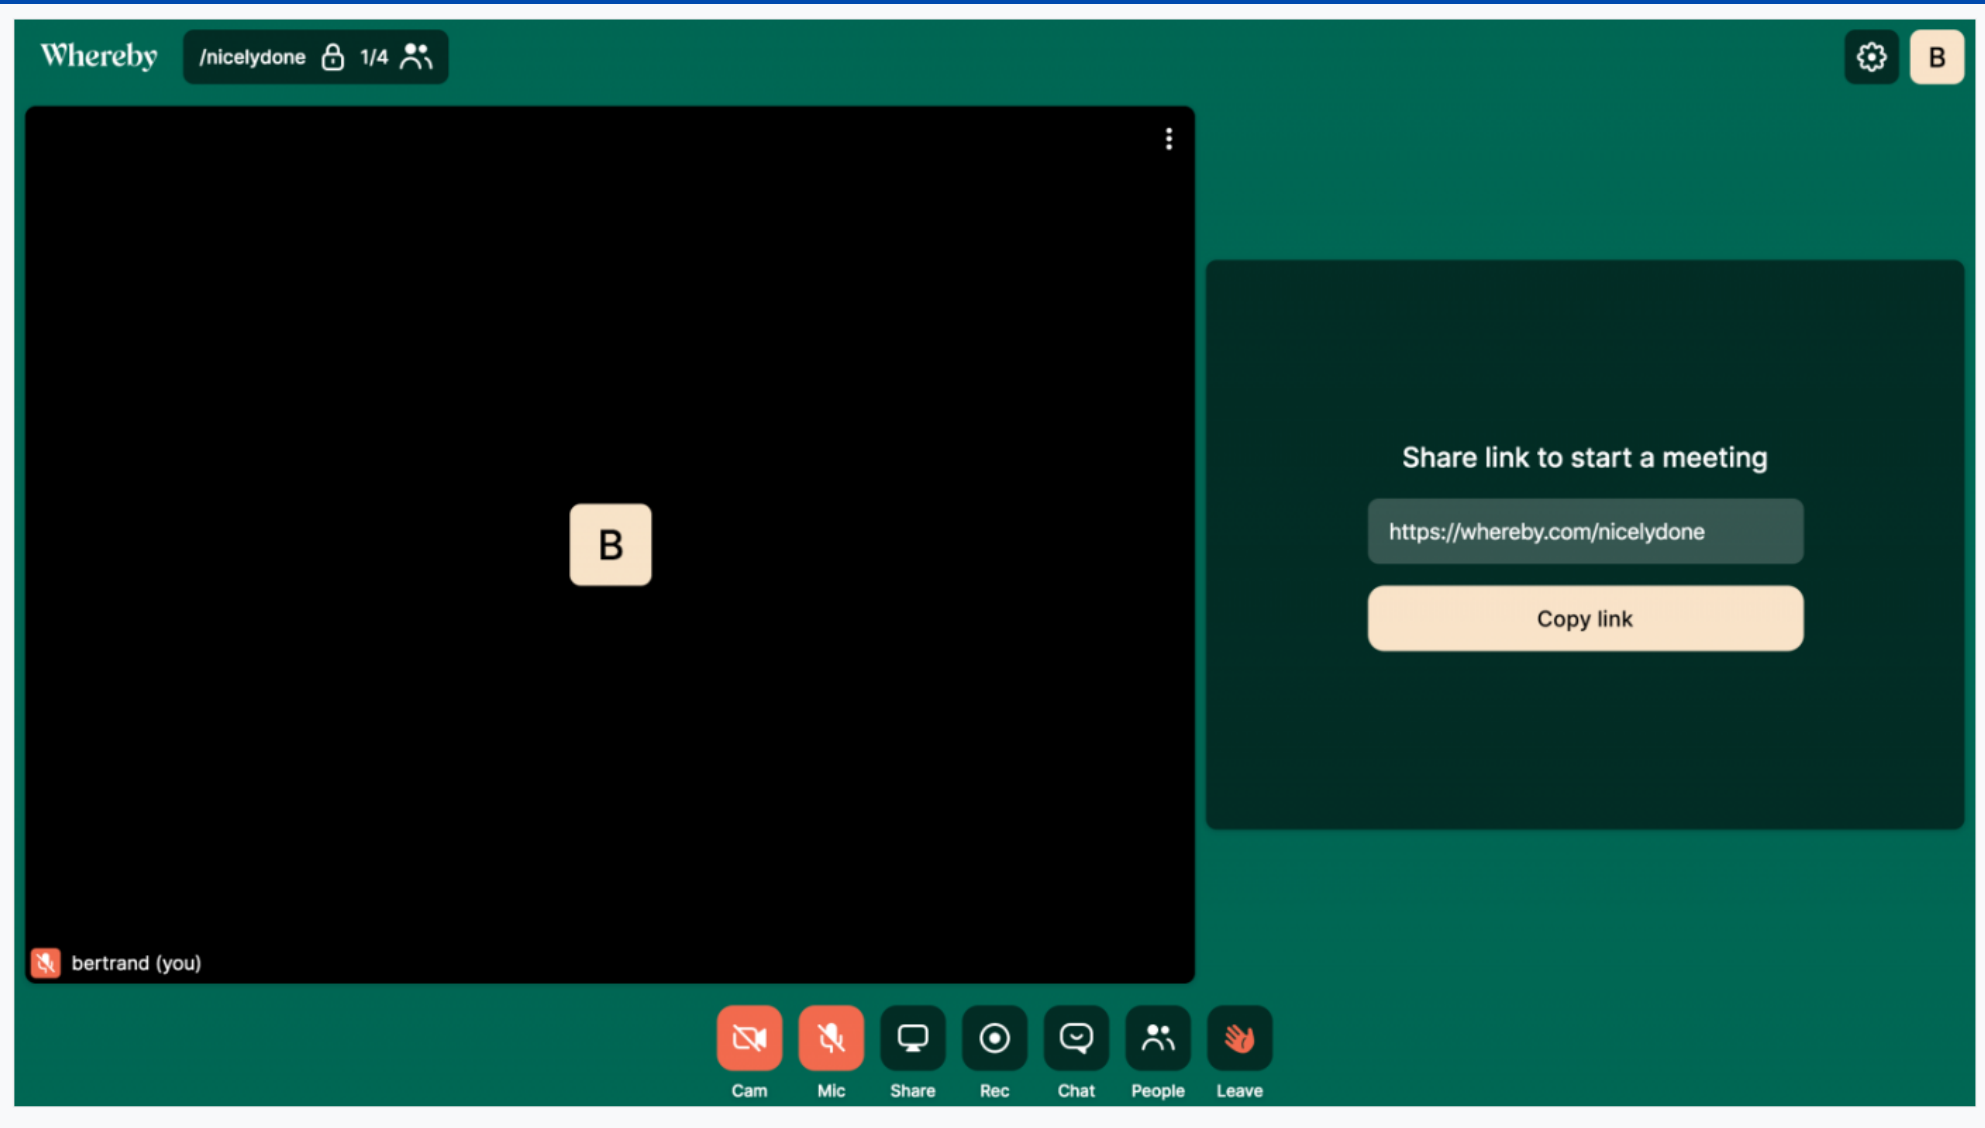 Whereby
/nicelydone 1/4
B
B
Share link to start a meeting
https://whereby.com/nicelydone
Copy link
bertrand (you)
Cam Mic Share Rec Chat People Leave